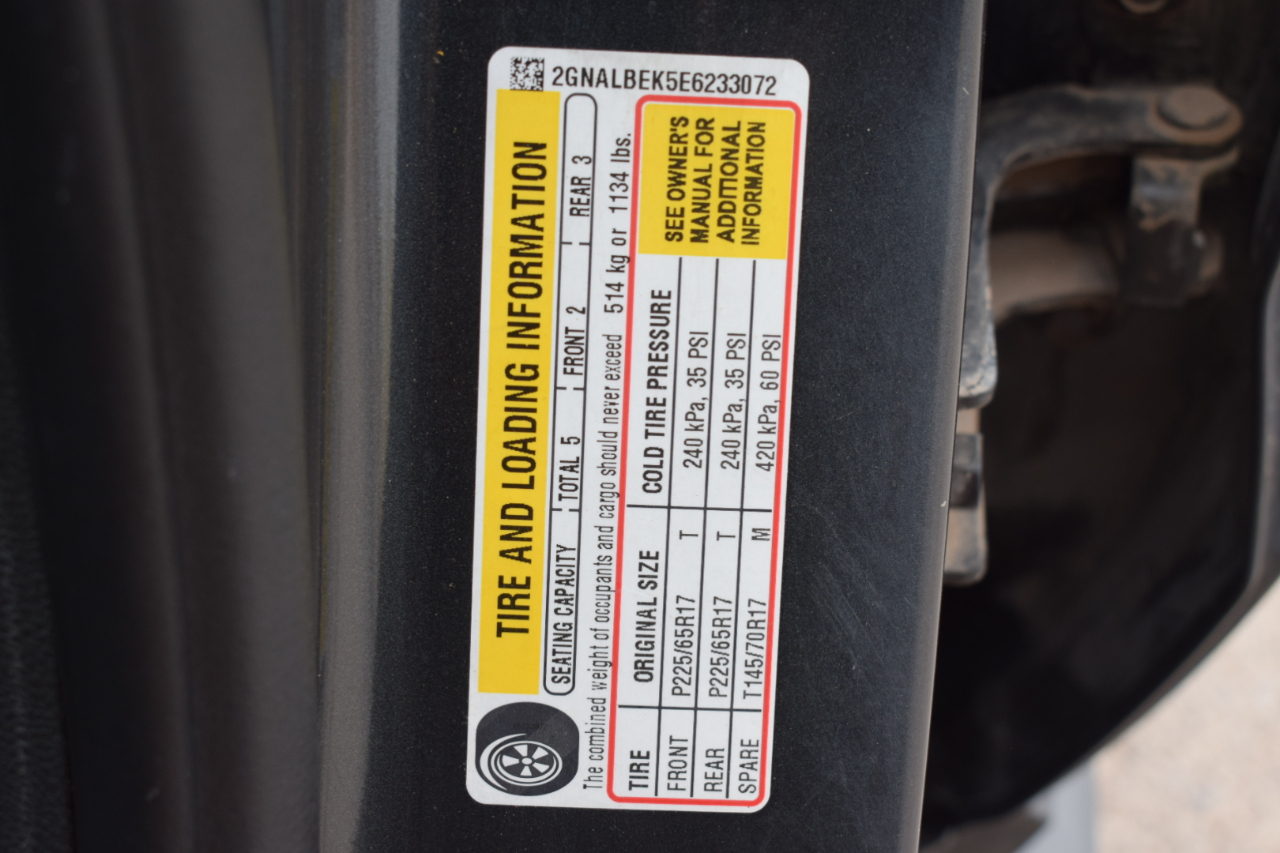 2GNALBEK5E6233072
TIRE AND LOADING INFORMATION
SEATING CAPACITY TOTAL 5 FRONT 2 REAR 3
The combined weight of occupants and cargo should never exceed 514 kg or 1134 lbs.
TIRE ORIGINAL SIZE COLD TIRE PRESSURE
FRONT P225/65R17 T 240 kPa, 35 PSI
REAR P225/65R17 T 240 kPa, 35 PSI
SPARE T145/70R17 M 420 kPa, 60 PSI
SEE OWNER'S
MANUAL FOR
ADDITIONAL
INFORMATION